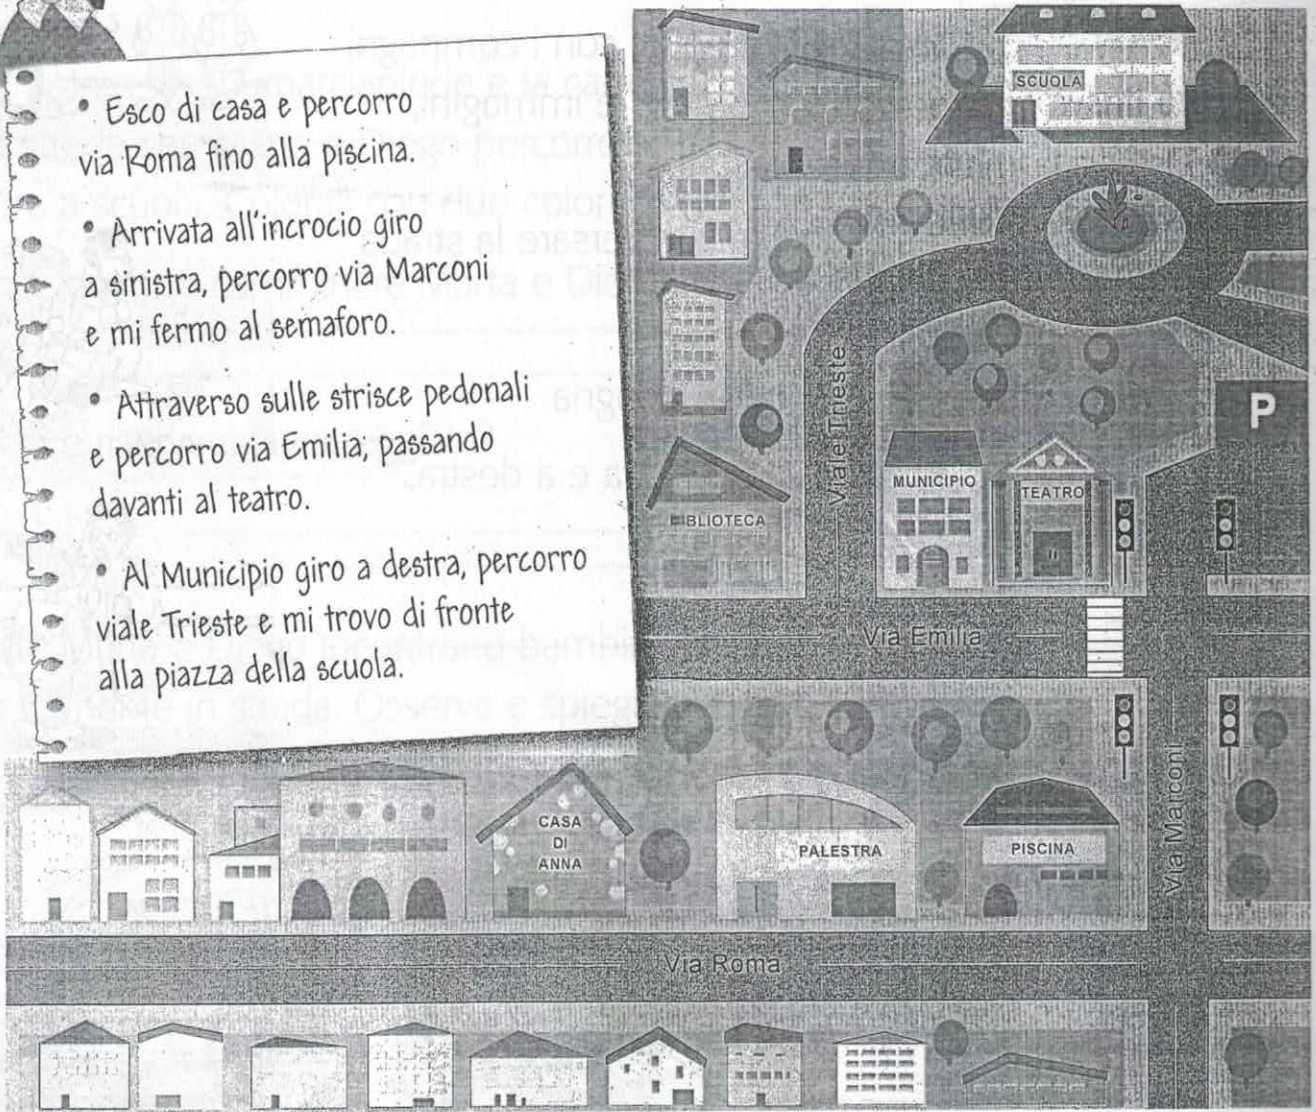 • Esco di casa e percorro
via Roma fino alla piscina.
• Arrivata all'incrocio giro
a sinistra, percorro via Marconi
e mi fermo al semaforo.
• Attraverso sulle strisce pedonali
e percorro via Emilia, passando
davanti al teatro.
• Al Municipio giro a destra, percorro
viale Trieste e mi trovo di fronte
alla piazza della scuola.
SCUOLA
Viale Trieste
P
MUNICIPIO
TEATRO
BIBLIOTECA
Via Emilia
Via Marconi
CASA
DI
ANNA
PALESTRA
PISCINA
Via Roma